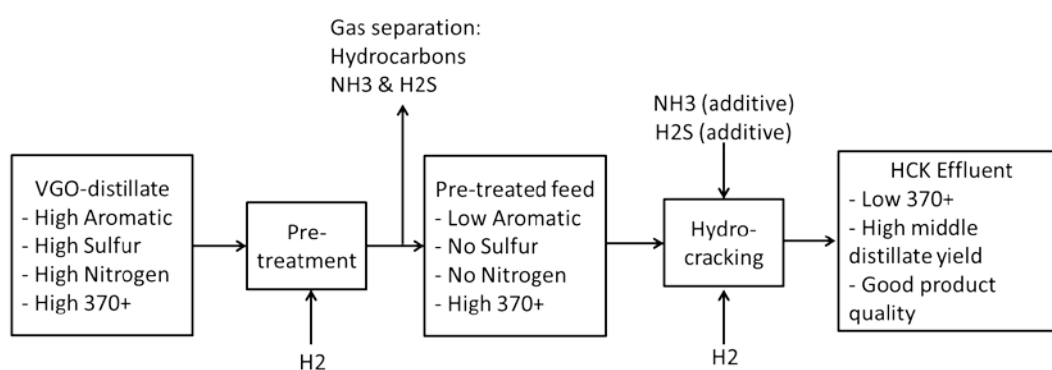 Gas separation:
Hydrocarbons
NH3 & H2S
NH3 (additive)
H2S (additive)
VGO-distillate
- High Aromatic
- High Sulfur
- High Nitrogen
- High 370+
Pre-
treatment
H2
Pre-treated feed
- Low Aromatic
- No Sulfur
- No Nitrogen
- High 370+
Hydro-
cracking
H2
HCK Effluent
- Low 370+
- High middle
distillate yield
- Good product
quality